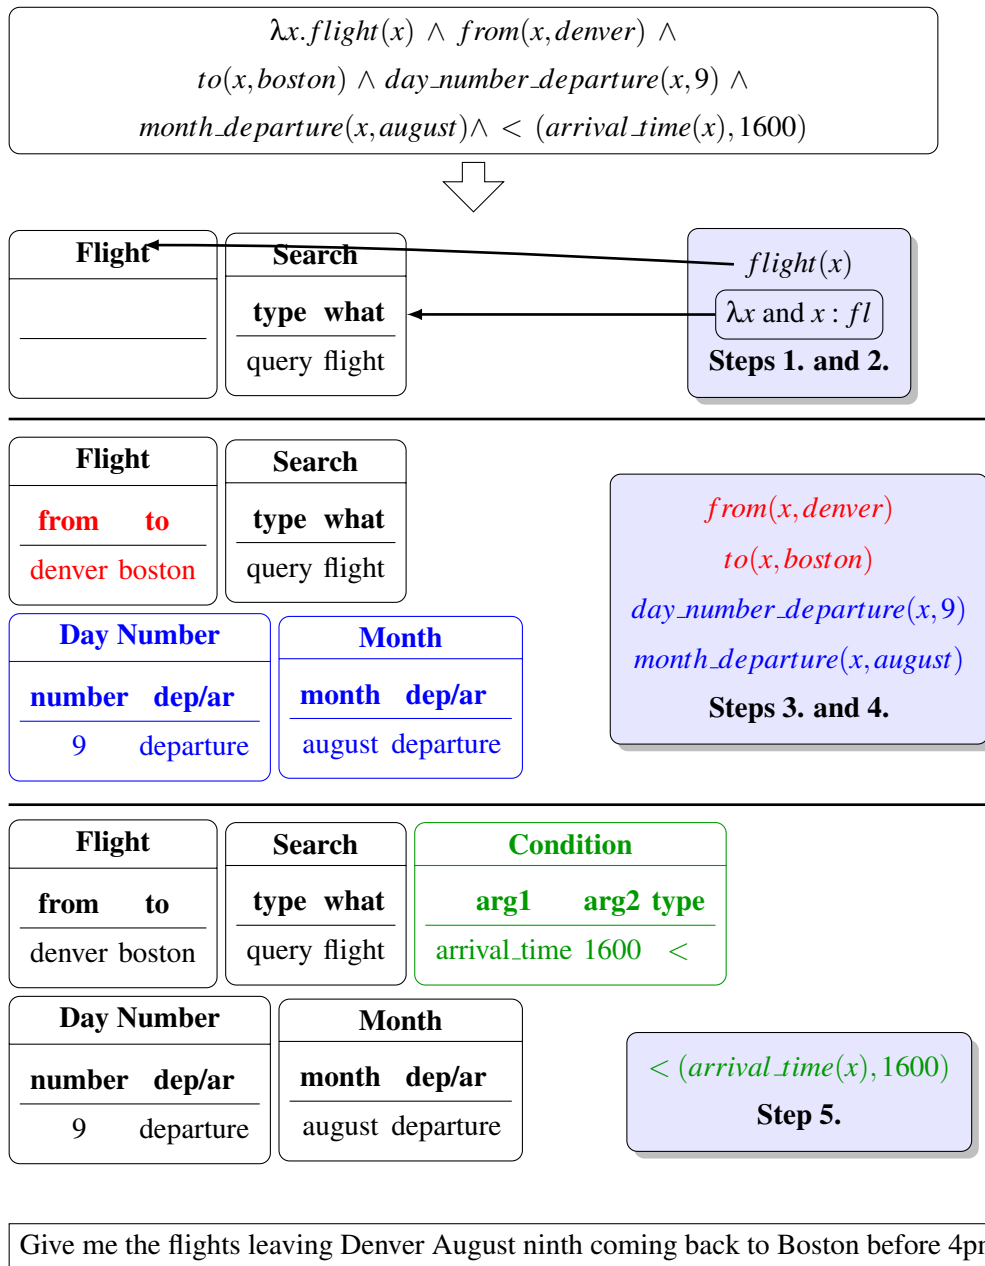 λx.flight(x) ∧ from(x,denver) ∧
to(x,boston) ∧ day_number_departure(x,9) ∧
month_departure(x,august)∧ < (arrival_time(x),1600)
Flight
Search
type what
query flight
flight(x)
λx and x : fl
Steps 1. and 2.
Flight
from to
denver boston
Search
type what
query flight
Day Number
number dep/ar
9 departure
Month
month dep/ar
august departure
from(x,denver)
to(x,boston)
day_number_departure(x,9)
month_departure(x,august)
Steps 3. and 4.
Flight
from to
denver boston
Search
type what
query flight
Condition
arg1 arg2 type
arrival_time 1600 <
Day Number
number dep/ar
9 departure
Month
month dep/ar
august departure
< (arrival_time(x),1600)
Step 5.
Give me the flights leaving Denver August ninth coming back to Boston before